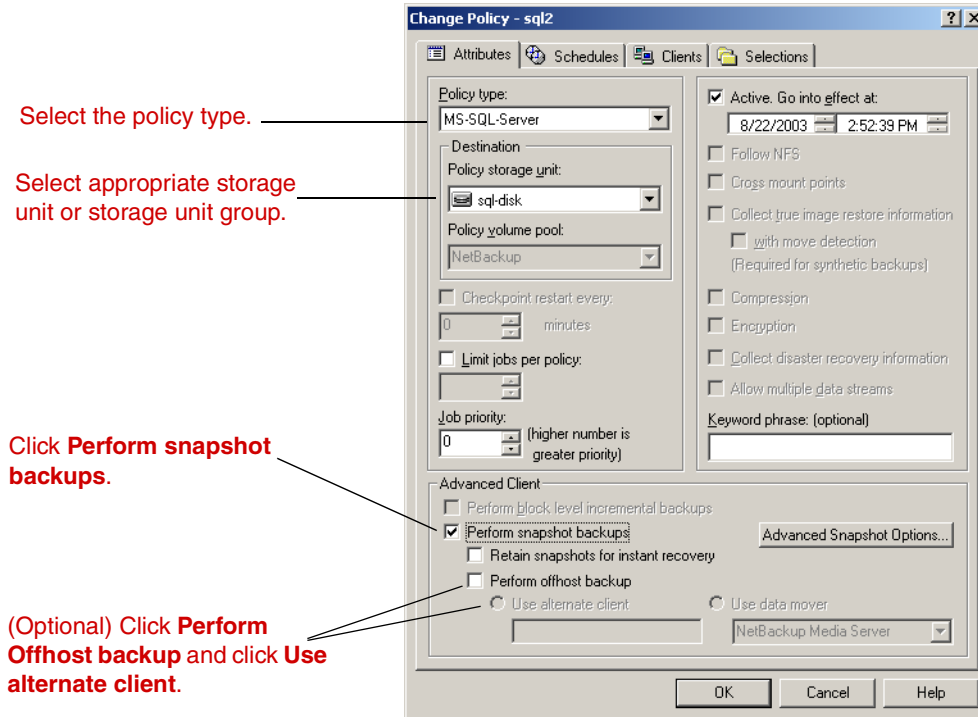 Change Policy - sql2
Attributes
Schedules
Clients
Selections
Select the policy type.
Policy type:
MS-SQL-Server
Destination
Select appropriate storage
unit or storage unit group.
Policy storage unit:
sql-disk
Policy volume pool:
NetBackup
Checkpoint restart every:
0 minutes
Limit jobs per policy:
Job priority:
0 (higher number is
greater priority)
Active. Go into effect at:
8/22/2003 2:52:39 PM
Follow NFS
Cross mount points
Collect true image restore information
with move detection
(Required for synthetic backups)
Compression
Encryption
Collect disaster recovery information
Allow multiple data streams
Keyword phrase: (optional)
Click Perform snapshot
backups.
Advanced Client
Perform block level incremental backups
Perform snapshot backups
Advanced Snapshot Options...
Retain snapshots for instant recovery
Perform offhost backup
Use alternate client
Use data mover
NetBackup Media Server
(Optional) Click Perform
Offhost backup and click Use
alternate client.
OK
Cancel
Help